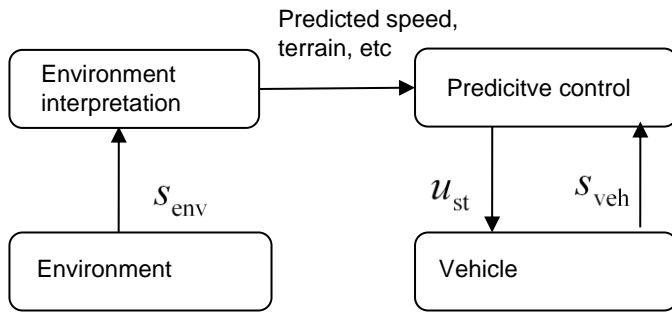 Predicted speed,
terrain, etc
Environment
interpretation
Predicitve control
s_env
u_st
s_veh
Environment
Vehicle